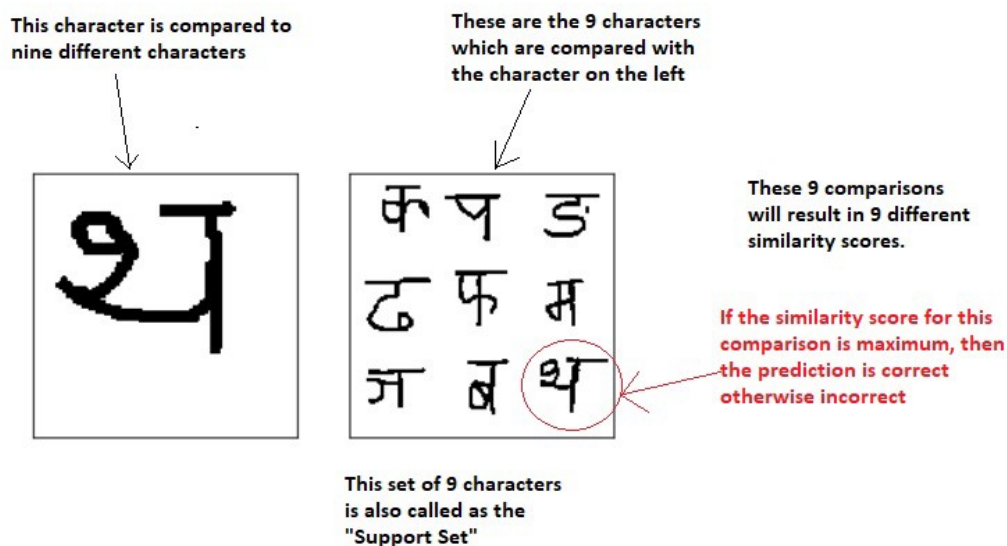 This character is compared to
nine different characters
These are the 9 characters
which are compared with
the character on the left
थ
क प ङ
ढ फ म
ज ब थ
These 9 comparisons
will result in 9 different
similarity scores.
If the similarity score for this
comparison is maximum, then
the prediction is correct
otherwise incorrect
This set of 9 characters
is also called as the
"Support Set"